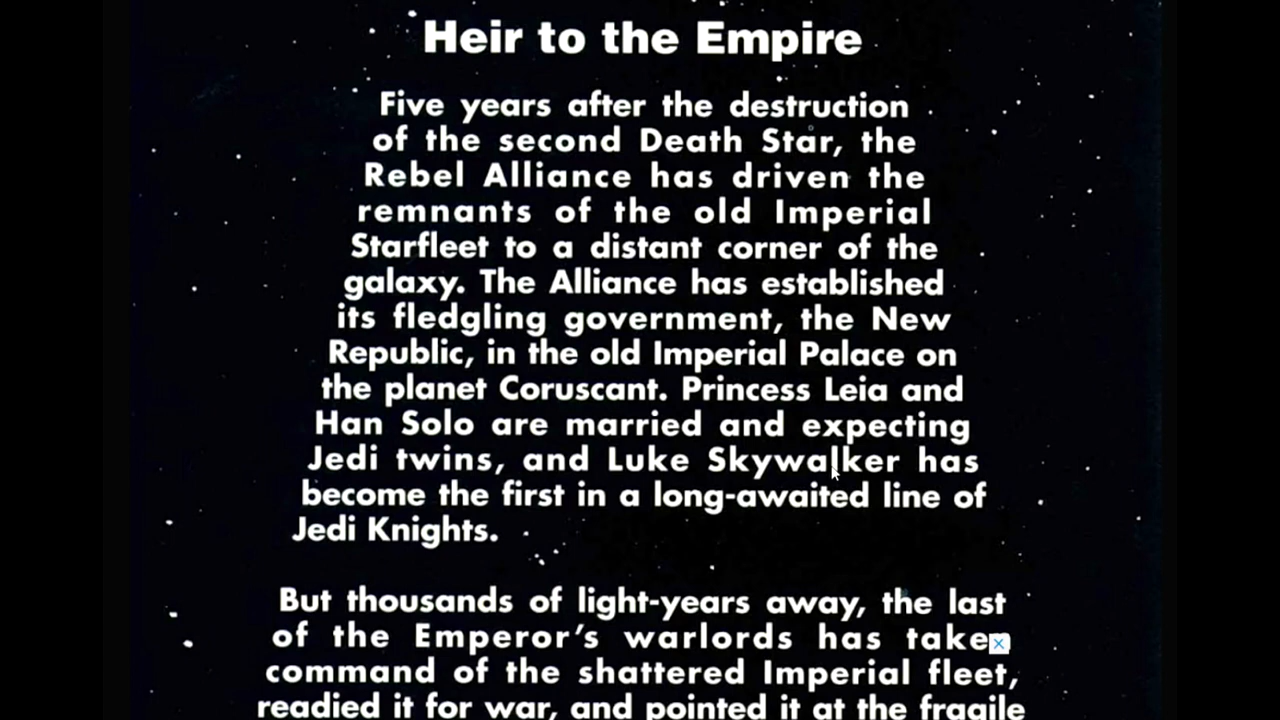 Heir to the Empire
Five years after the destruction
of the second Death Star, the
Rebel Alliance has driven the
remnants of the old Imperial
Starfleet to a distant corner of the
galaxy. The Alliance has established
its fledgling government, the New
Republic, in the old Imperial Palace on
the planet Coruscant. Princess Leia and
Han Solo are married and expecting
Jedi twins, and Luke Skywalker has
become the first in a long-awaited line of
Jedi Knights.
But thousands of light-years away, the last
of the Emperor's warlords has taken
command of the shattered Imperial fleet,
readied it for war, and pointed it at the fragile